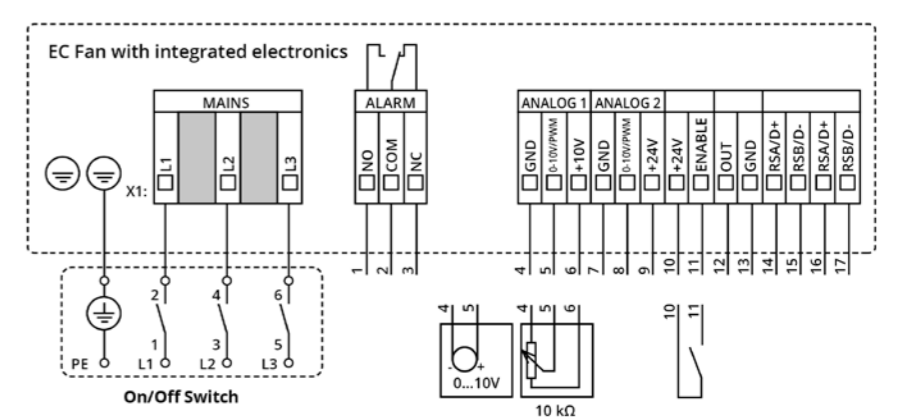 EC Fan with integrated electronics
MAINS
ALARM
ANALOG 1
ANALOG 2
X1:
L1
L2
L3
NO
COM
NC
GND
0-10V/PWM
+10V
GND
0-10V/PWM
+24V
+24V
ENABLE
OUT
GND
RSA/D+
RSB/D-
RSA/D+
RSB/D-
1
2
3
4
5
6
7
8
9
10
11
12
13
14
15
16
17
2
4
6
1
3
5
PE
L1
L2
L3
On/Off Switch
4
5
- +
0...10V
4
5
6
10 kΩ
10
11